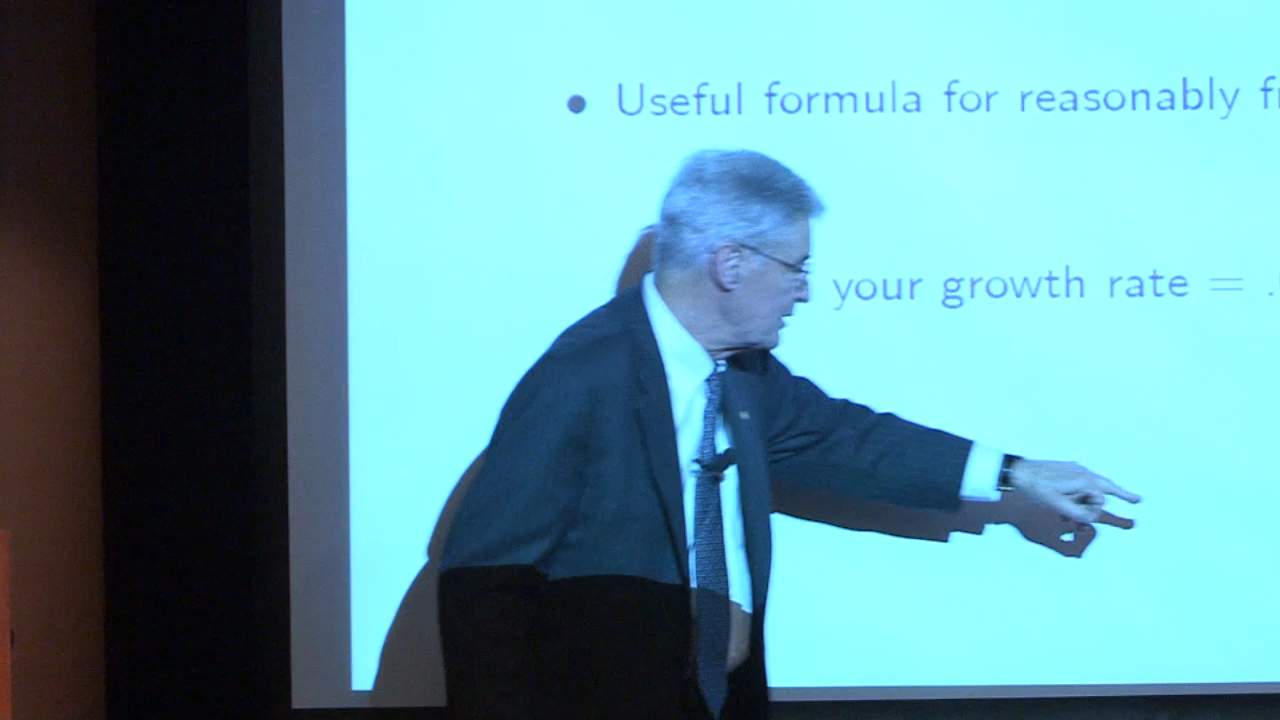 • Useful formula for reasonably
your growth rate = .